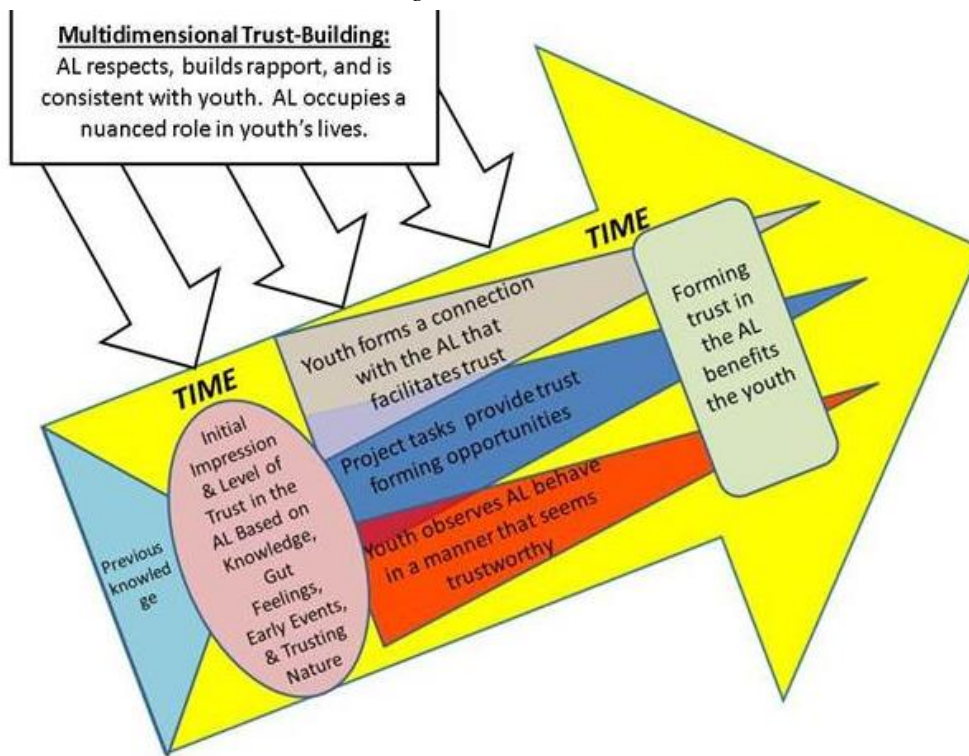 Multidimensional Trust-Building:
AL respects, builds rapport, and is
consistent with youth.  AL occupies a
nuanced role in youth's lives.
TIME
TIME
Previous
knowled
ge
Initial
Impression
& Level of
Trust in the
AL Based on
Knowledge,
Gut
Feelings,
Early Events,
& Trusting
Nature
Youth forms a connection
with the AL that
facilitates trust
Project tasks provide trust
forming opportunities
Youth observes AL behave
in a manner that seems
trustworthy
Forming
trust in
the AL
benefits
the youth